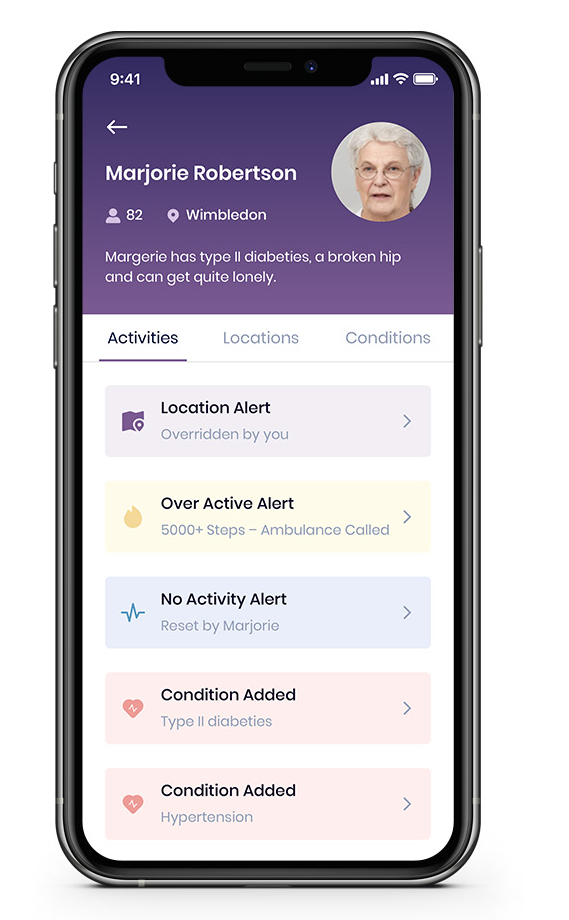 9:41
Marjorie Robertson
82 Wimbledon
Margerie has type II diabeties, a broken hip
and can get quite lonely.
Activities Locations Conditions
Location Alert
Overridden by you
Over Active Alert
5000+ Steps – Ambulance Called
No Activity Alert
Reset by Marjorie
Condition Added
Type II diabeties
Condition Added
Hypertension